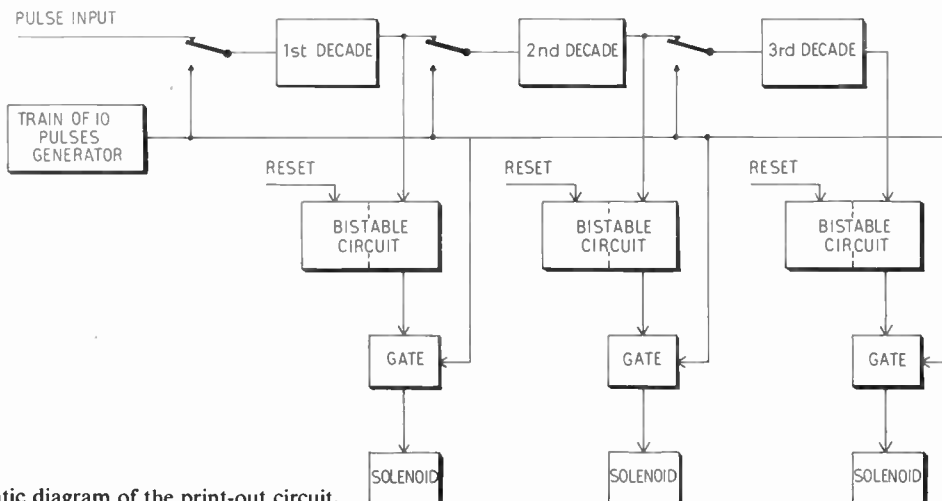 PULSE INPUT
1st DECADE
2nd DECADE
3rd DECADE
TRAIN OF 10
PULSES
GENERATOR
RESET
RESET
RESET
BISTABLE
CIRCUIT
BISTABLE
CIRCUIT
BISTABLE
CIRCUIT
GATE
GATE
GATE
SOLENOID
SOLENOID
SOLENOID
tic diagram of the print-out circuit.